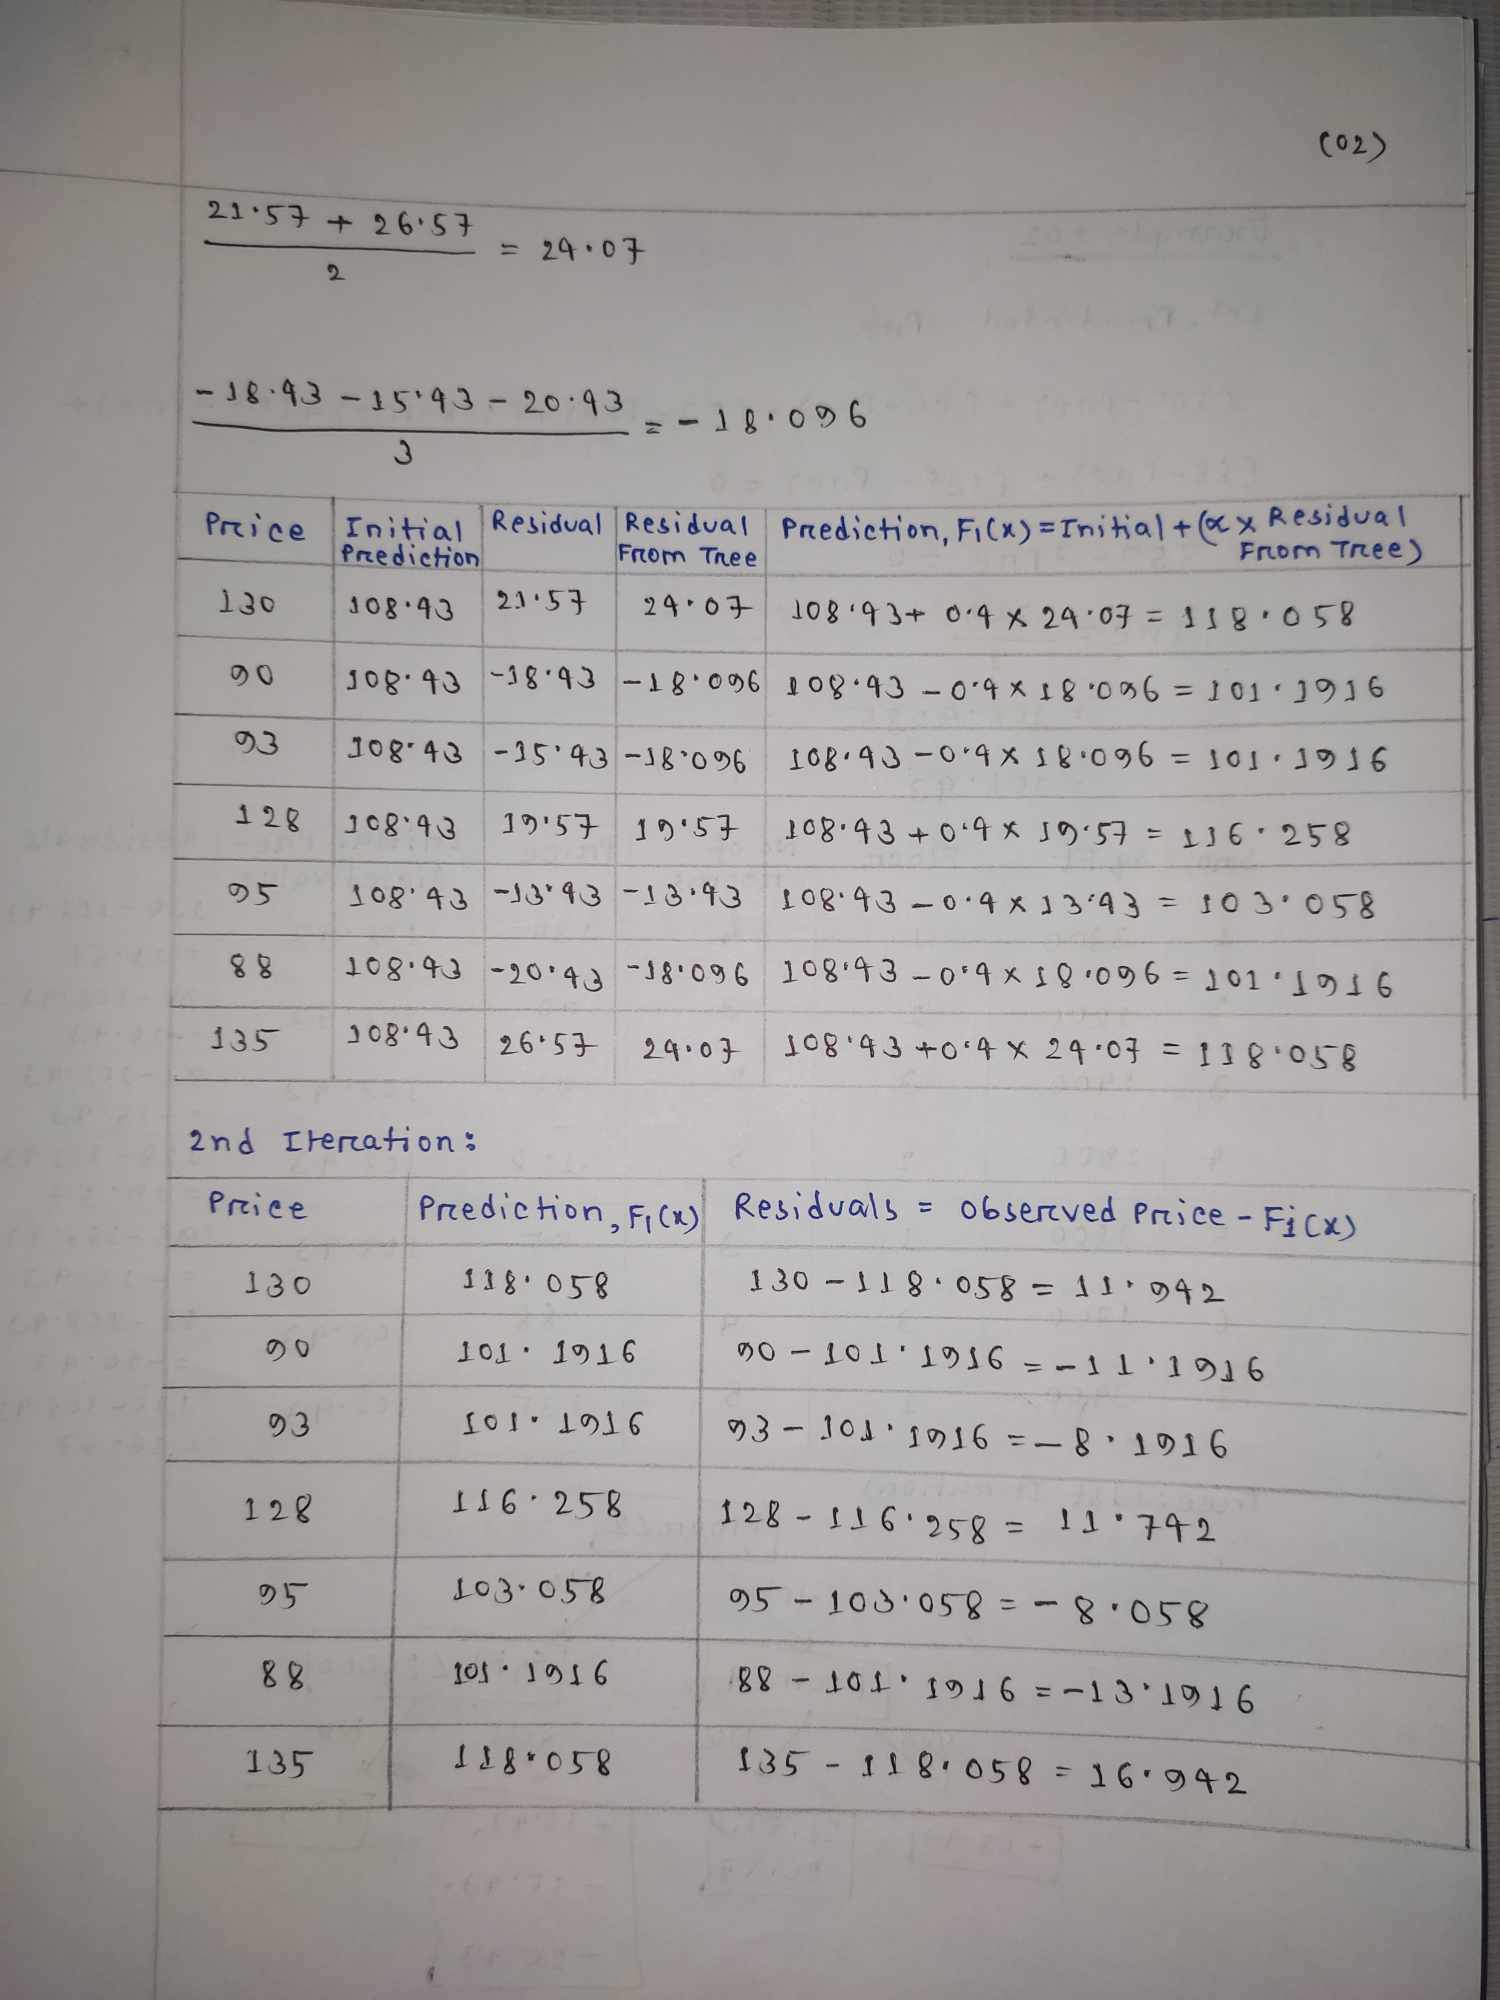 (02)
21.57 + 26.57
2
= 24.07
-18.43 - 15.43 - 20.43
3
= -18.096
Price | Initial Prediction | Residual | Residual From Tree | Prediction, F₁(x) = Initial + (α × Residual From Tree)
130 | 108.43 | 21.57 | 24.07 | 108.43 + 0.4 × 24.07 = 118.058
90 | 108.43 | -18.43 | -18.096 | 108.43 - 0.4 × 18.096 = 101.1916
93 | 108.43 | -15.43 | -18.096 | 108.43 - 0.4 × 18.096 = 101.1916
128 | 108.43 | 19.57 | 19.57 | 108.43 + 0.4 × 19.57 = 116.258
95 | 108.43 | -13.43 | -13.43 | 108.43 - 0.4 × 13.43 = 103.058
88 | 108.43 | -20.43 | -18.096 | 108.43 - 0.4 × 18.096 = 101.1916
135 | 108.43 | 26.57 | 24.07 | 108.43 + 0.4 × 24.07 = 118.058
2nd Iteration:
Price | Prediction, F₁(x) | Residuals = Observed Price - F₁(x)
130 | 118.058 | 130 - 118.058 = 11.942
90 | 101.1916 | 90 - 101.1916 = -11.1916
93 | 101.1916 | 93 - 101.1916 = -8.1916
128 | 116.258 | 128 - 116.258 = 11.742
95 | 103.058 | 95 - 103.058 = -8.058
88 | 101.1916 | 88 - 101.1916 = -13.1916
135 | 118.058 | 135 - 118.058 = 16.942